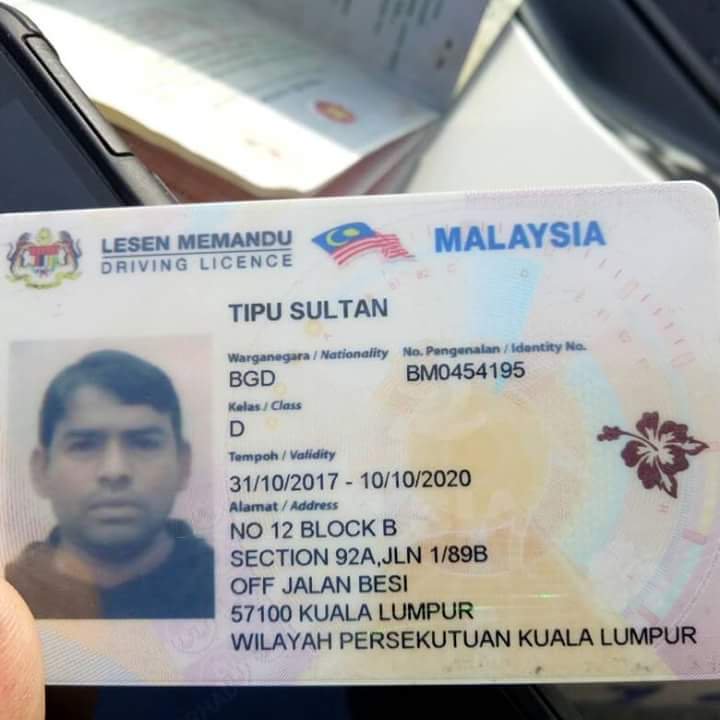 LESEN MEMANDU
DRIVING LICENCE
MALAYSIA
TIPU SULTAN
Warganegara / Nationality No. Pengenalan / Identity No.
BGD BM0454195
Kelas / Class
D
Tempoh / Validity
31/10/2017 - 10/10/2020
Alamat / Address
NO 12 BLOCK B
SECTION 92A,JLN 1/89B
OFF JALAN BESI
57100 KUALA LUMPUR
WILAYAH PERSEKUTUAN KUALA LUMPUR